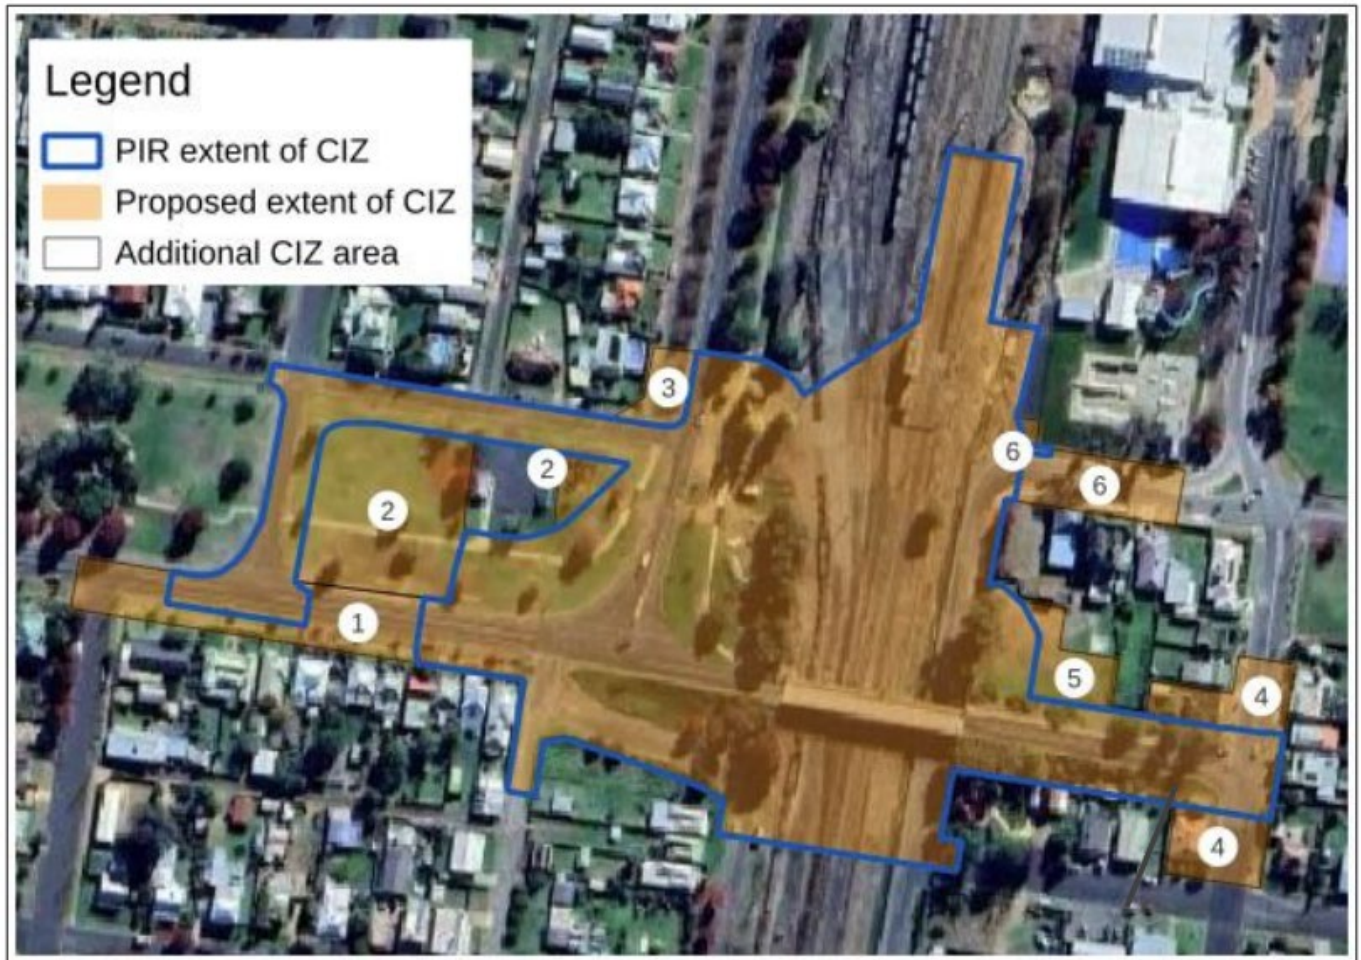 Legend
PIR extent of CIZ
Proposed extent of CIZ
Additional CIZ area
3
2
6
6
2
1
5
4
4